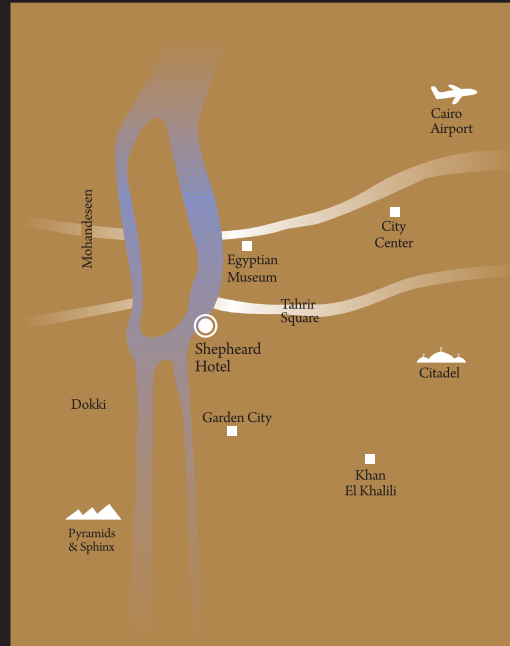 Cairo
Airport
Mohandeseen
City
Center
Egyptian
Museum
Tahrir
Square
Shepheard
Hotel
Citadel
Dokki
Garden City
Khan
El Khalili
Pyramids
& Sphinx